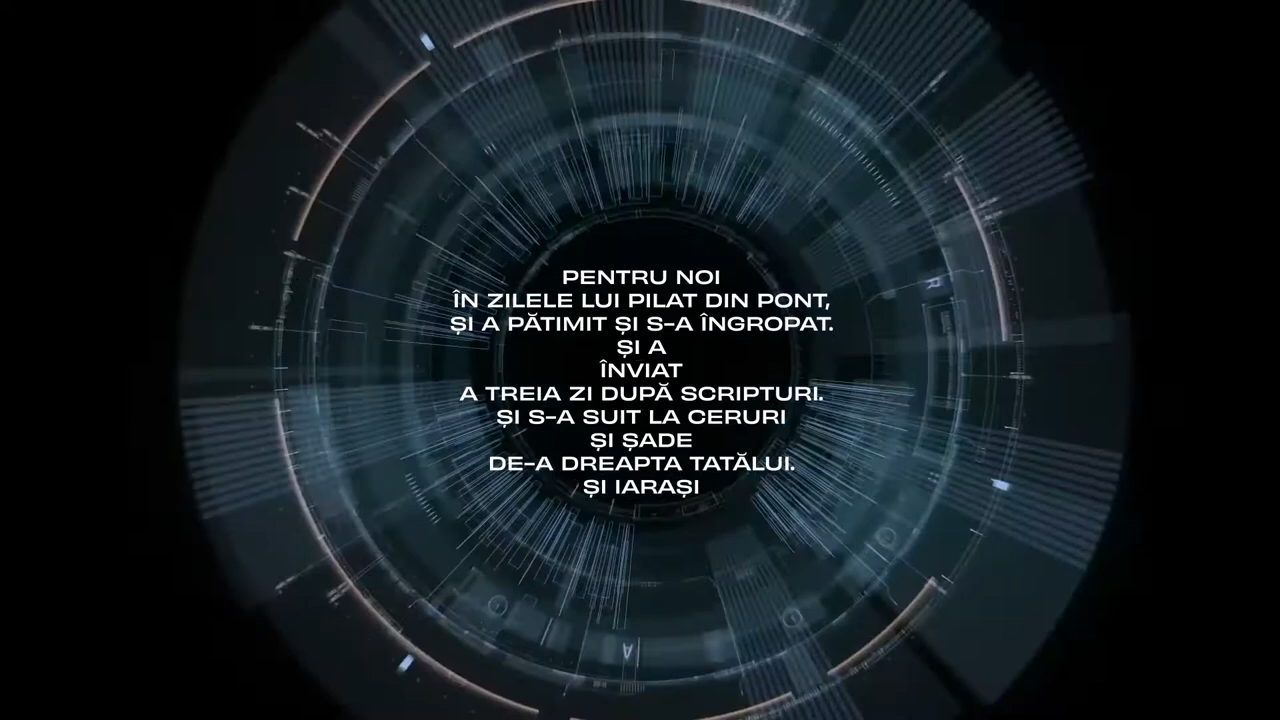 PENTRU NOI
ÎN ZILELE LUI PILAT DIN PONT,
ȘI A PĂTIMIT ȘI S-A ÎNGROPAT.
ȘI A
ÎNVIAT
A TREIA ZI DUPĂ SCRIPTURI.
ȘI S-A SUIT LA CERURI
ȘI ȘADE
DE-A DREAPTA TATĂLUI.
ȘI IARAȘI
R
A